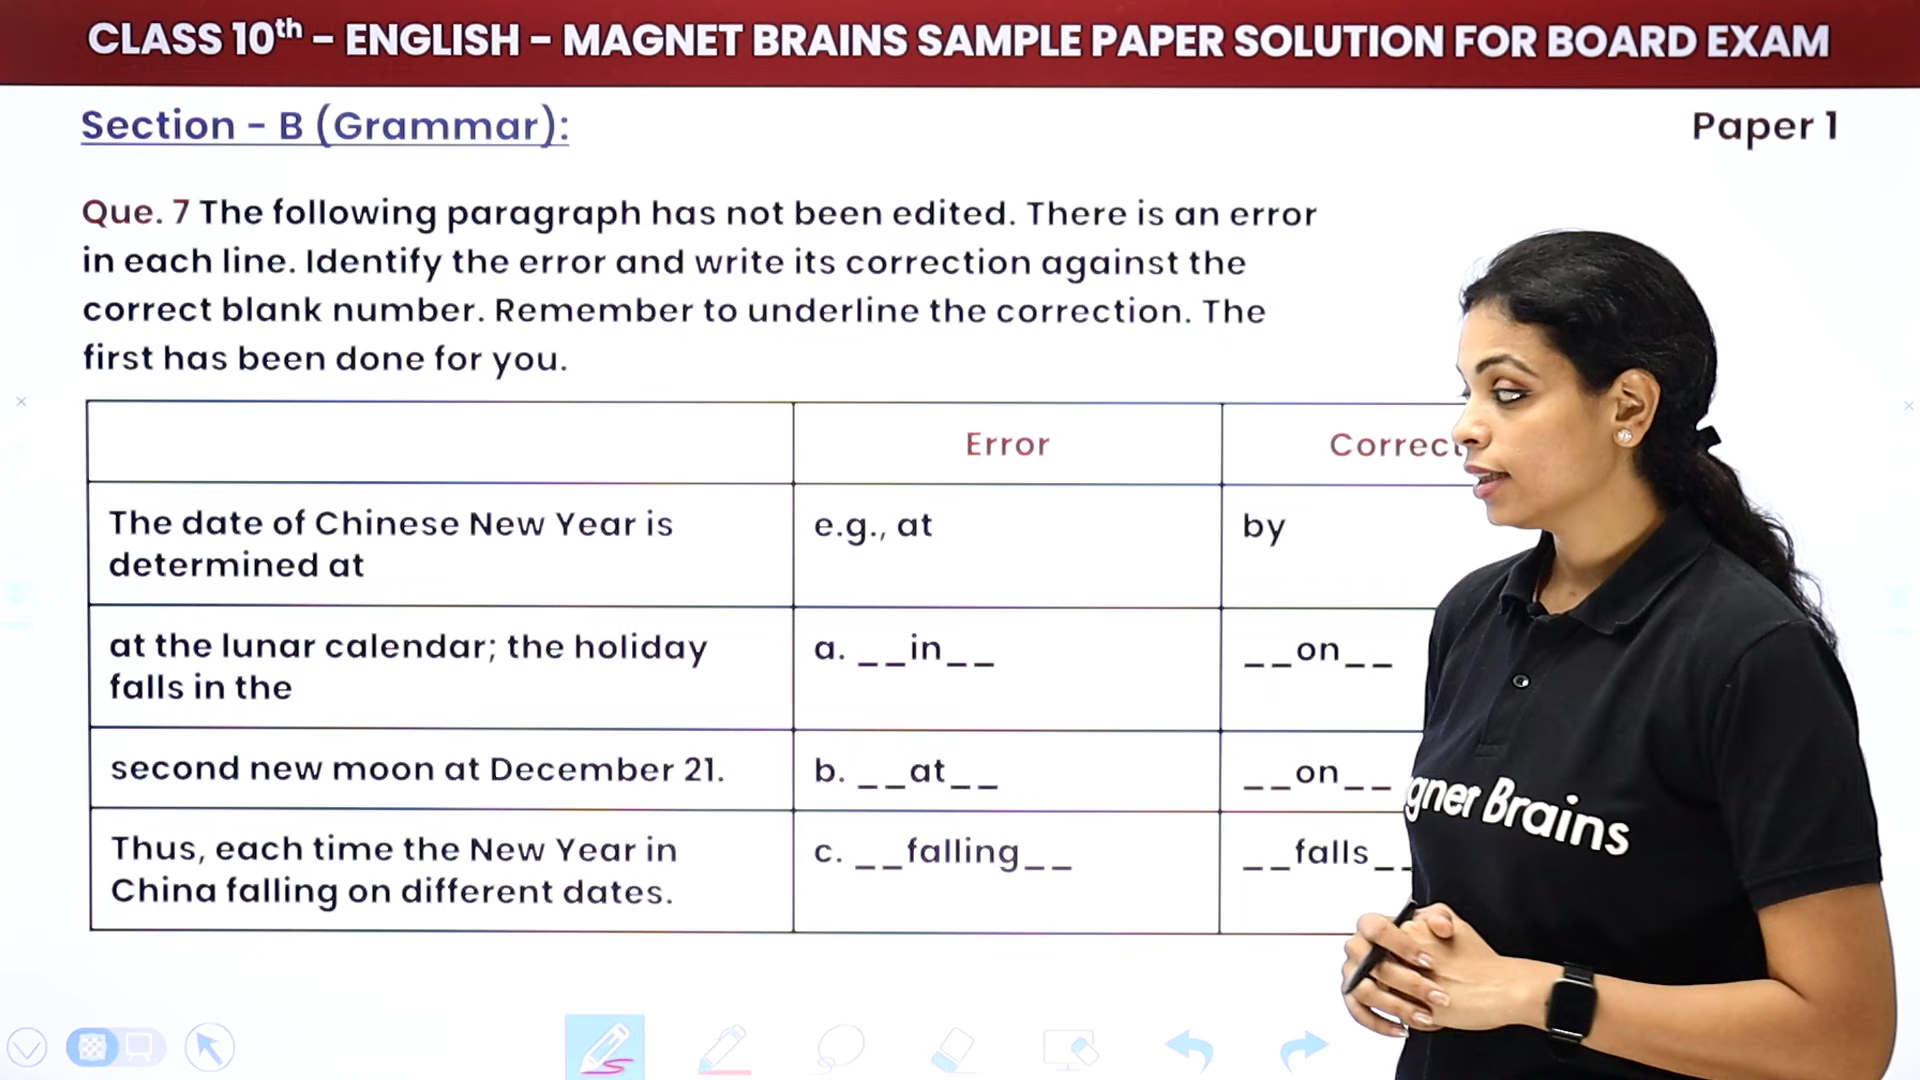 CLASS 10th – ENGLISH – MAGNET BRAINS SAMPLE PAPER SOLUTION FOR BOARD EXAM
Section - B (Grammar):
Paper 1
Que. 7 The following paragraph has not been edited. There is an error
in each line. Identify the error and write its correction against the
correct blank number. Remember to underline the correction. The
first has been done for you.
Error
Correct
The date of Chinese New Year is
determined at
e.g., at
by
at the lunar calendar; the holiday
falls in the
a. __in__
__on__
second new moon at December 21.
b. __at__
__on__
Thus, each time the New Year in
China falling on different dates.
c. __falling__
__falls__
gnet Brains